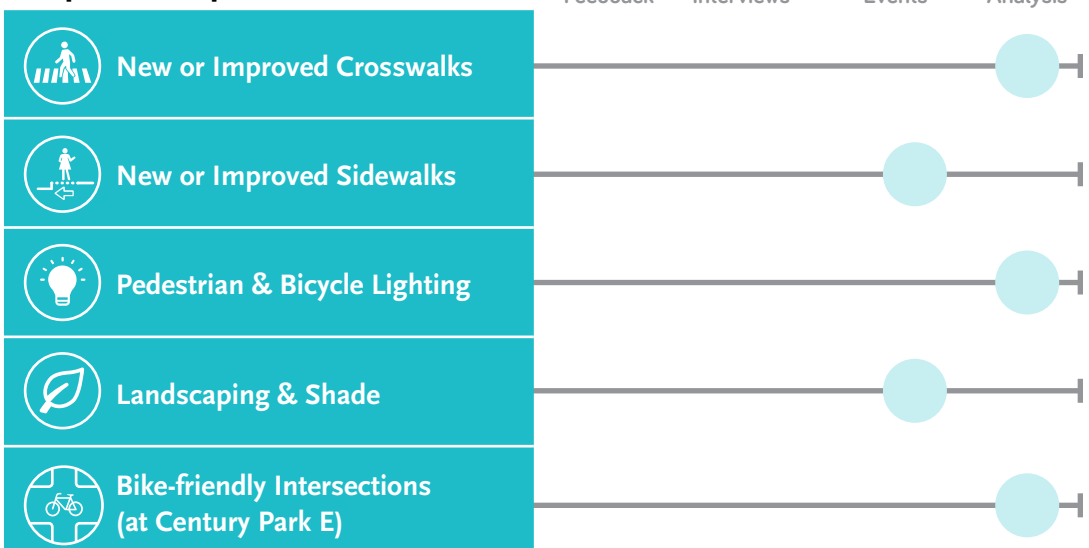 Feedback Interviews Events Analysis
New or Improved Crosswalks
New or Improved Sidewalks
Pedestrian & Bicycle Lighting
Landscaping & Shade
Bike-friendly Intersections
(at Century Park E)